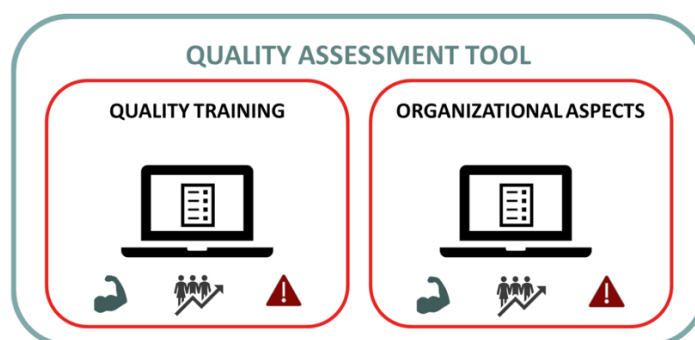 QUALITY ASSESSMENT TOOL
QUALITY TRAINING
ORGANIZATIONAL ASPECTS